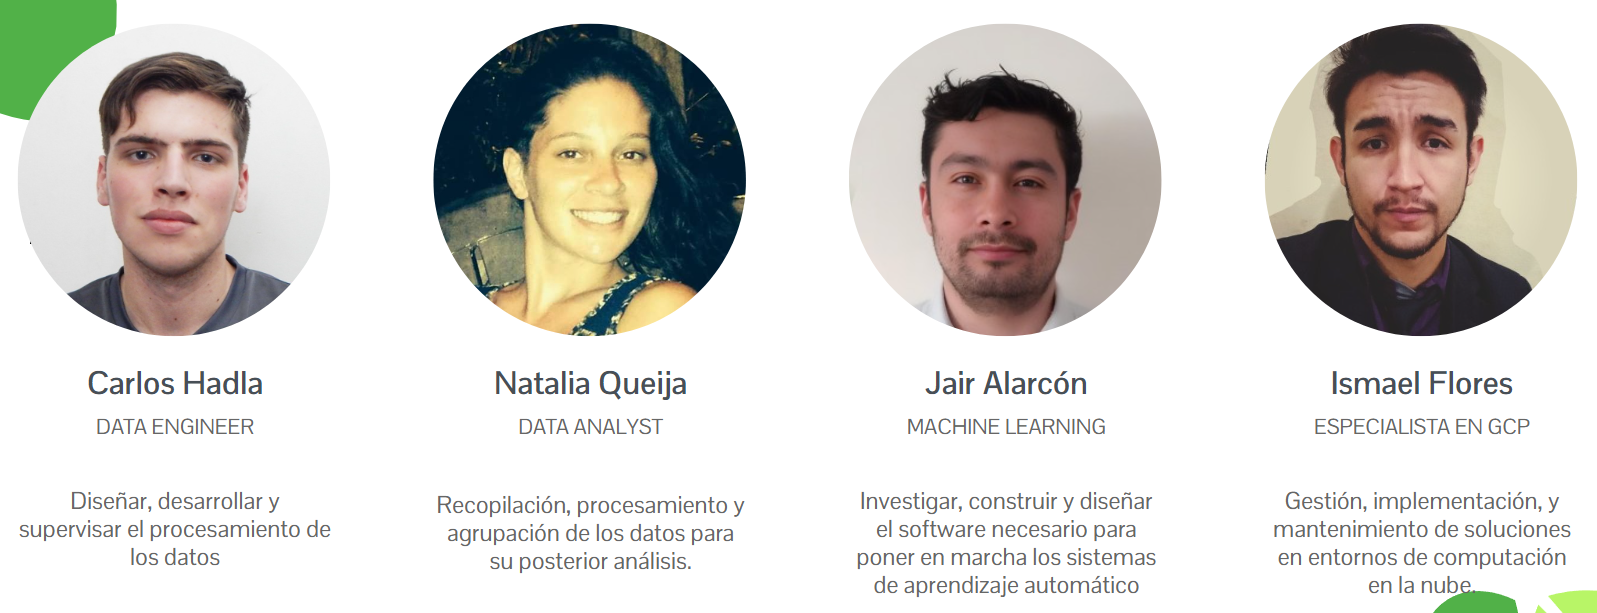 Carlos Hadla
DATA ENGINEER
Diseñar, desarrollar y
supervisar el procesamiento de
los datos
Natalia Queija
DATA ANALYST
Recopilación, procesamiento y
agrupación de los datos para
su posterior análisis.
Jair Alarcón
MACHINE LEARNING
Investigar, construir y diseñar
el software necesario para
poner en marcha los sistemas
de aprendizaje automático
Ismael Flores
ESPECIALISTA EN GCP
Gestión, implementación, y
mantenimiento de soluciones
en entornos de computación
en la nube.